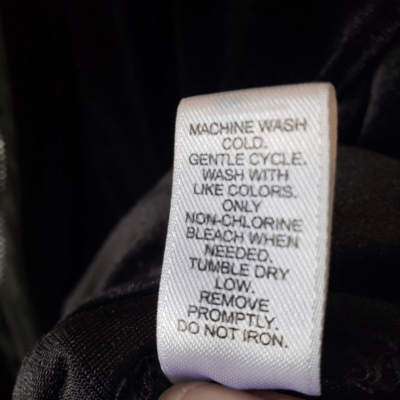 MACHINE WASH
COLD.
GENTLE CYCLE.
WASH WITH
LIKE COLORS.
ONLY
NON-CHLORINE
BLEACH WHEN
NEEDED.
TUMBLE DRY
LOW.
REMOVE
PROMPTLY.
DO NOT IRON.